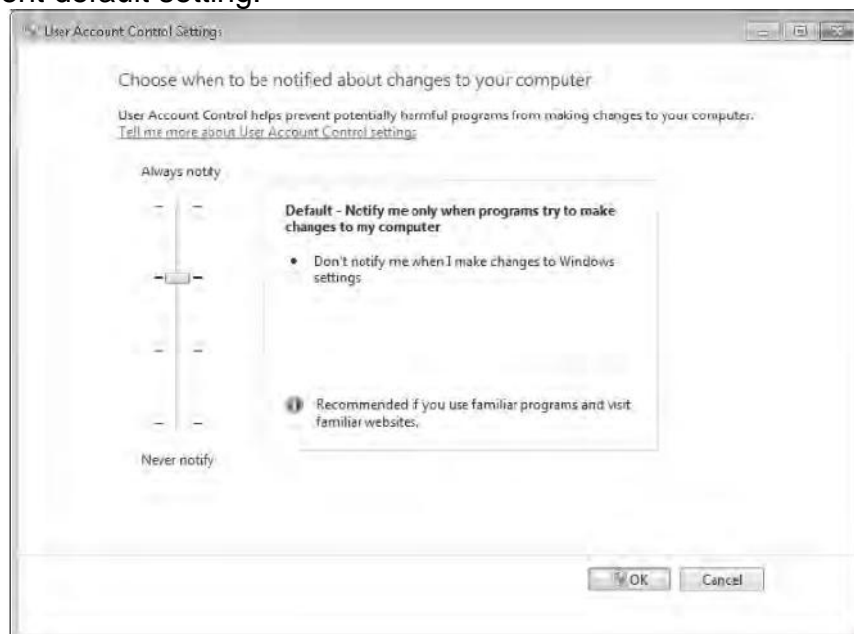 ent default setting.
User Account Control Settings
Choose when to be notified about changes to your computer
User Account Control helps prevent potentially harmful programs from making changes to your computer.
Tell me more about User Account Control settings
Always notify
Default - Notify me only when programs try to make
changes to my computer
• Don't notify me when I make changes to Windows
settings
Recommended if you use familiar programs and visit
familiar websites.
Never notify
OK Cancel